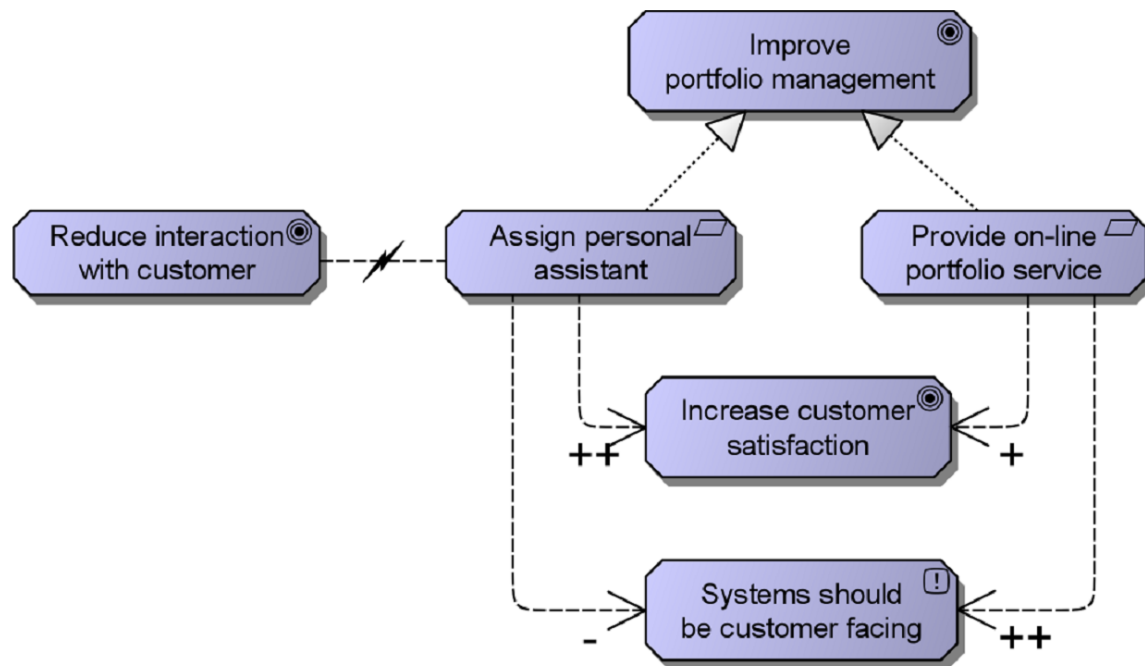 Improve
portfolio management
Reduce interaction
with customer
Assign personal
assistant
Provide on-line
portfolio service
Increase customer
satisfaction
++
+
Systems should
be customer facing
-
++
!